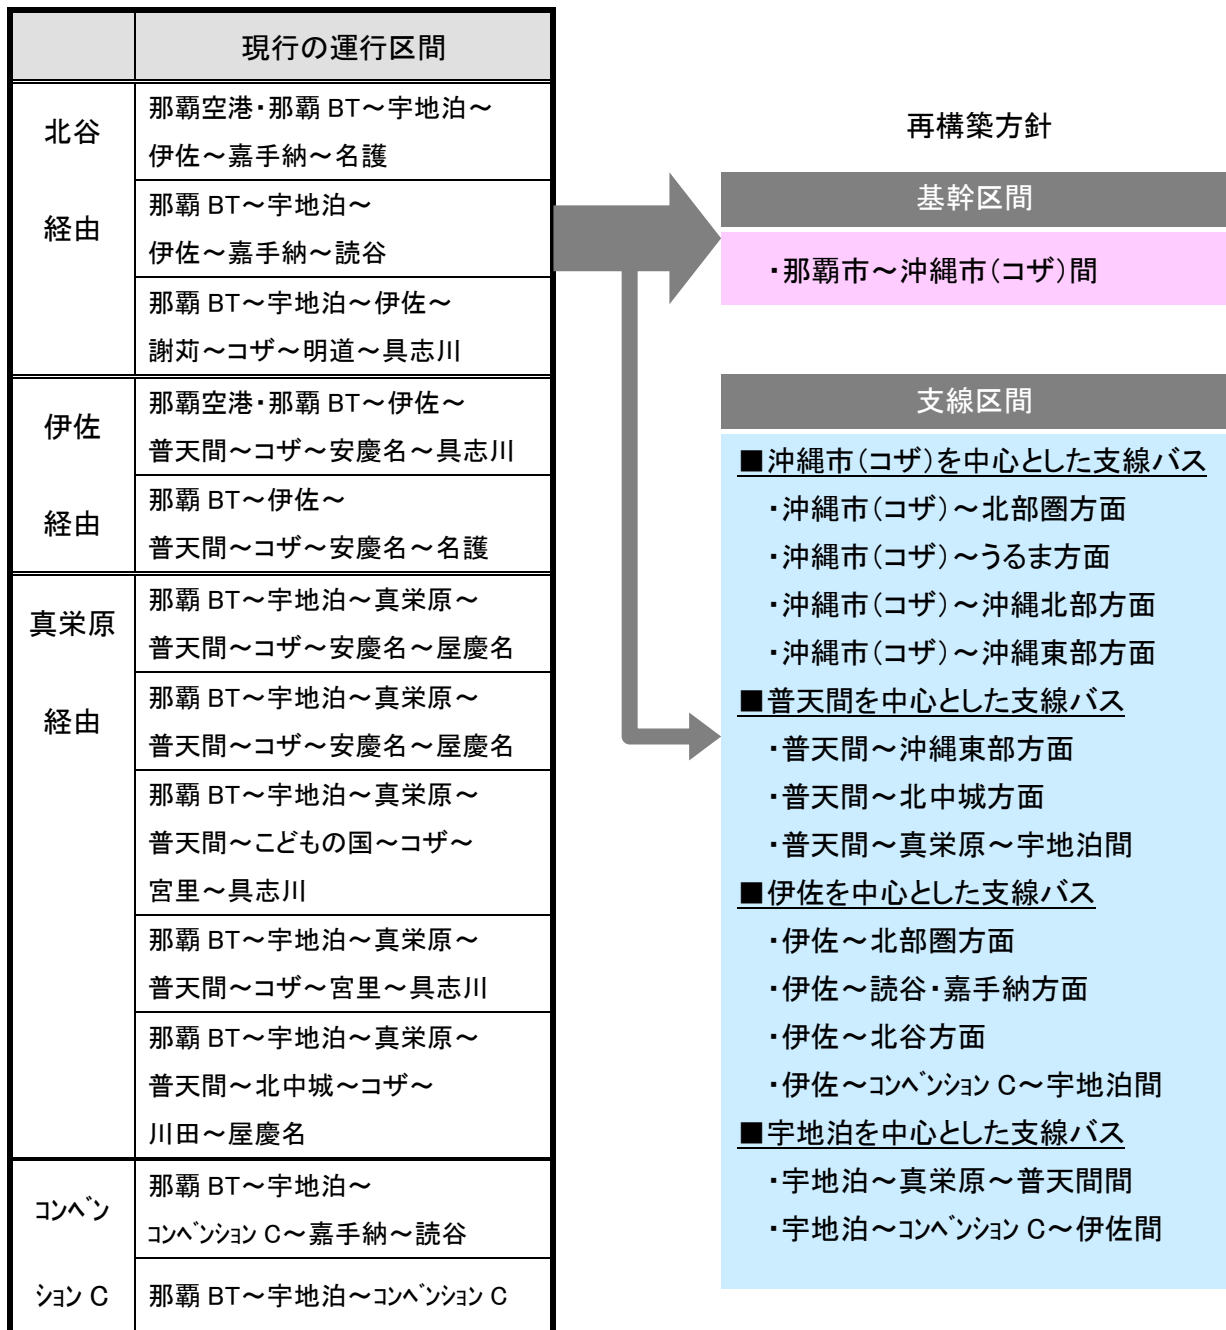 現行の運行区間
北谷
経由
那覇空港・那覇 BT～宇地泊～
伊佐～嘉手納～名護
那覇 BT～宇地泊～
伊佐～嘉手納～読谷
那覇 BT～宇地泊～伊佐～
謝苅～コザ～明道～具志川
伊佐
経由
那覇空港・那覇 BT～伊佐～
普天間～コザ～安慶名～具志川
那覇 BT～伊佐～
普天間～コザ～安慶名～名護
真栄原
経由
那覇 BT～宇地泊～真栄原～
普天間～コザ～安慶名～屋慶名
那覇 BT～宇地泊～真栄原～
普天間～コザ～安慶名～屋慶名
那覇 BT～宇地泊～真栄原～
普天間～こどもの国～コザ～
宮里～具志川
那覇 BT～宇地泊～真栄原～
普天間～コザ～宮里～具志川
那覇 BT～宇地泊～真栄原～
普天間～北中城～コザ～
川田～屋慶名
ｺﾝﾍﾞﾝ
ｼｮﾝ C
那覇 BT～宇地泊～
ｺﾝﾍﾞﾝｼｮﾝ C～嘉手納～読谷
那覇 BT～宇地泊～ｺﾝﾍﾞﾝｼｮﾝ C
再構築方針
基幹区間
・那覇市～沖縄市（コザ）間
支線区間
■沖縄市（コザ）を中心とした支線バス
・沖縄市（コザ）～北部圏方面
・沖縄市（コザ）～うるま方面
・沖縄市（コザ）～沖縄北部方面
・沖縄市（コザ）～沖縄東部方面
■普天間を中心とした支線バス
・普天間～沖縄東部方面
・普天間～北中城方面
・普天間～真栄原～宇地泊間
■伊佐を中心とした支線バス
・伊佐～北部圏方面
・伊佐～読谷・嘉手納方面
・伊佐～北谷方面
・伊佐～ｺﾝﾍﾞﾝｼｮﾝ C～宇地泊間
■宇地泊を中心とした支線バス
・宇地泊～真栄原～普天間間
・宇地泊～ｺﾝﾍﾞﾝｼｮﾝ C～伊佐間